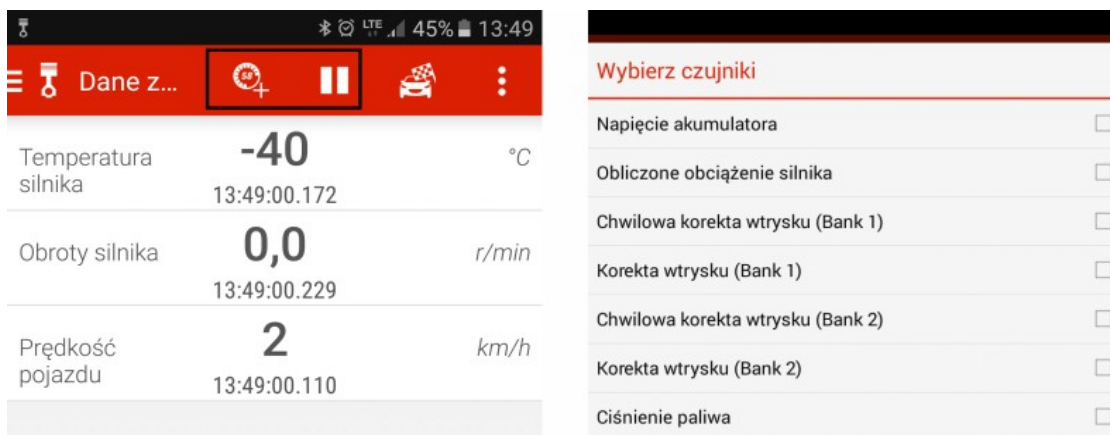 LTE 45% 13:49
Dane z... 58
Temperatura
silnika
-40
°C
13:49:00.172
Obroty silnika
0,0
r/min
13:49:00.229
Prędkość
pojazdu
2
km/h
13:49:00.110
Wybierz czujniki
Napięcie akumulatora
Obliczone obciążenie silnika
Chwilowa korekta wtrysku (Bank 1)
Korekta wtrysku (Bank 1)
Chwilowa korekta wtrysku (Bank 2)
Korekta wtrysku (Bank 2)
Ciśnienie paliwa